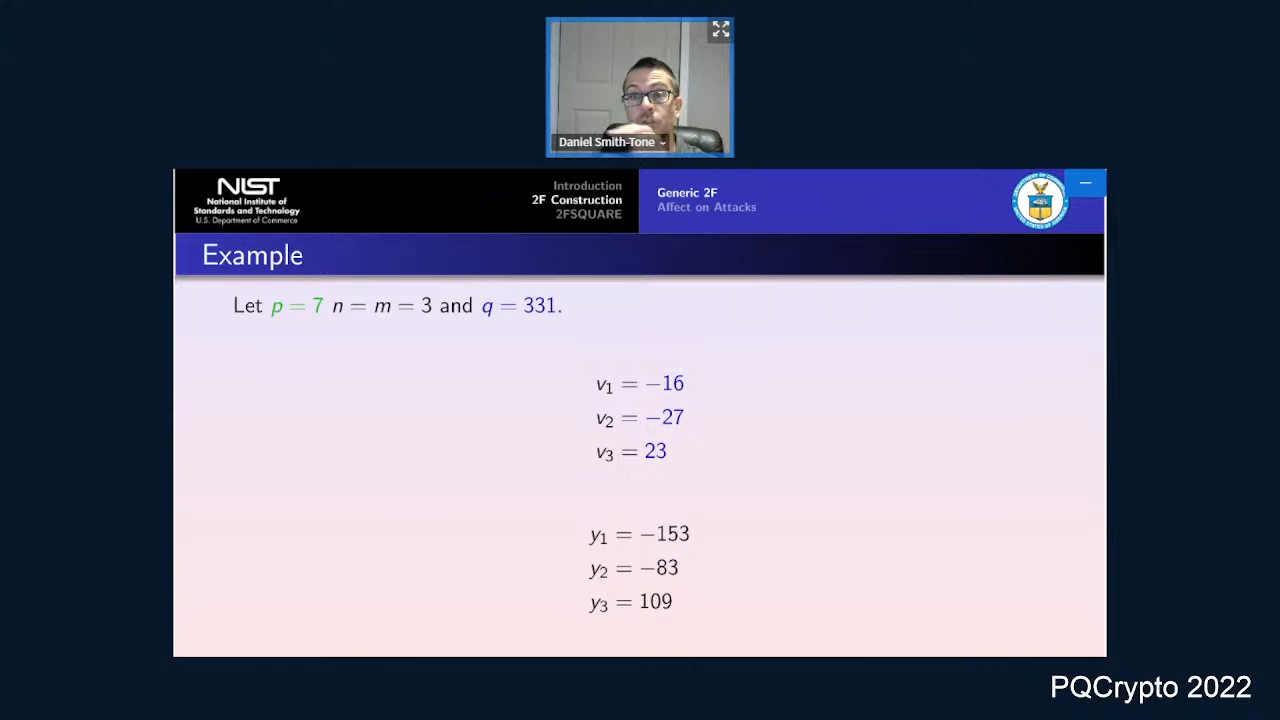 Daniel Smith-Tone
NIST
National Institute of
Standards and Technology
U.S. Department of Commerce
Introduction
2F Construction
2FSQUARE
Generic 2F
Affect on Attacks
Example
Let p = 7 n = m = 3 and q = 331.
v₁ = −16
v₂ = −27
v₃ = 23
y₁ = −153
y₂ = −83
y₃ = 109
PQCrypto 2022